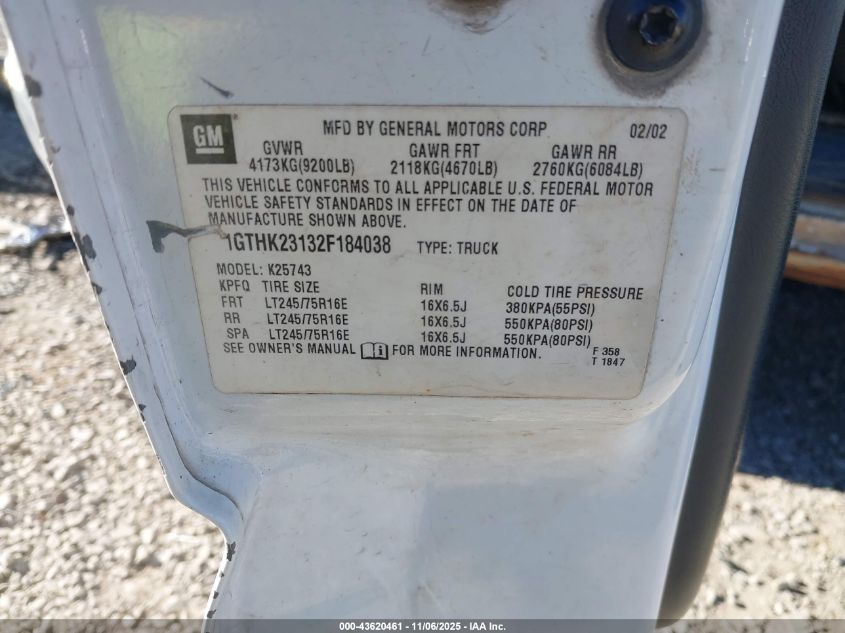 GM
MFD BY GENERAL MOTORS CORP 02/02
GVWR GAWR FRT GAWR RR
4173KG(9200LB) 2118KG(4670LB) 2760KG(6084LB)
THIS VEHICLE CONFORMS TO ALL APPLICABLE U.S. FEDERAL MOTOR
VEHICLE SAFETY STANDARDS IN EFFECT ON THE DATE OF
MANUFACTURE SHOWN ABOVE.
1GTHK23132F184038 TYPE: TRUCK
MODEL: K25743
KPFQ TIRE SIZE RIM COLD TIRE PRESSURE
FRT LT245/75R16E 16X6.5J 380KPA(55PSI)
RR LT245/75R16E 16X6.5J 550KPA(80PSI)
SPA LT245/75R16E 16X6.5J 550KPA(80PSI)
SEE OWNER'S MANUAL i FOR MORE INFORMATION.
F 358
T 1847
000-43620461 - 11/06/2025 - IAA Inc.